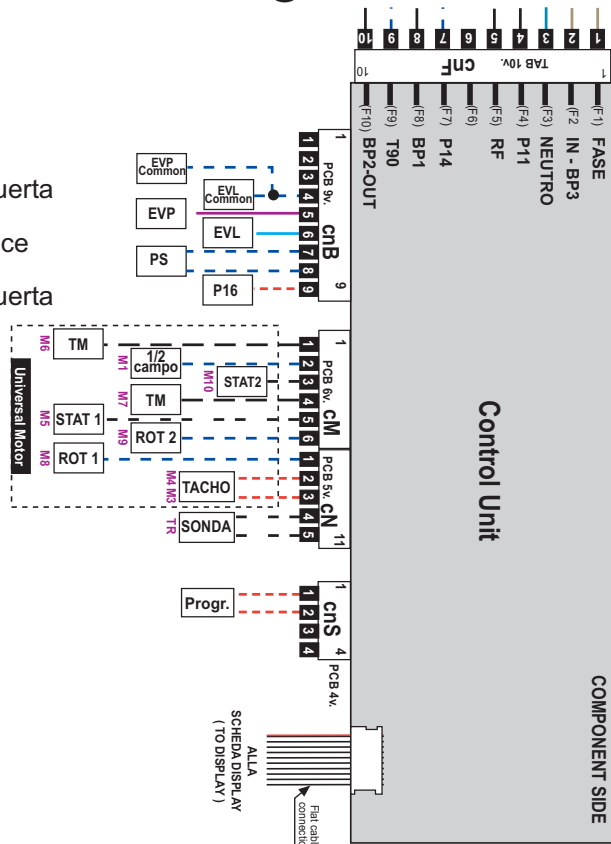 uerta
ce
uerta
10 9 8 7 6 5 4 3 2 1
10 cnF TAB 10v. 1
(F10) BP2-OUT
(F9) T90
(F8) BP1
(F7) P14
(F6)
(F5) RF
(F4) P11
(F3) NEUTRO
(F2 IN - BP3
(F1) FASE
EVP Common
EVL Common
EVP
EVL
PS
P16
1 2 3 4 5 6 7 8 9
1 PCB 9v. cnB 9
Universal Motor
M6 TM
M1 1/2 campo
M10 STAT2
M7 TM
M5 STAT 1
M9 ROT 2
M8 ROT 1
M4 M3 TACHO
TR SONDA
1 2 3 4 5 6
1 PCB 6v. cM
1 2 3 4 5
PCB 5v. cN 11
Progr.
1 2 3 4
1 cnS 4
PCB 4v.
Control Unit
COMPONENT SIDE
ALLA
SCHEDA DISPLAY
( TO DISPLAY )
Flat cabl
connectio